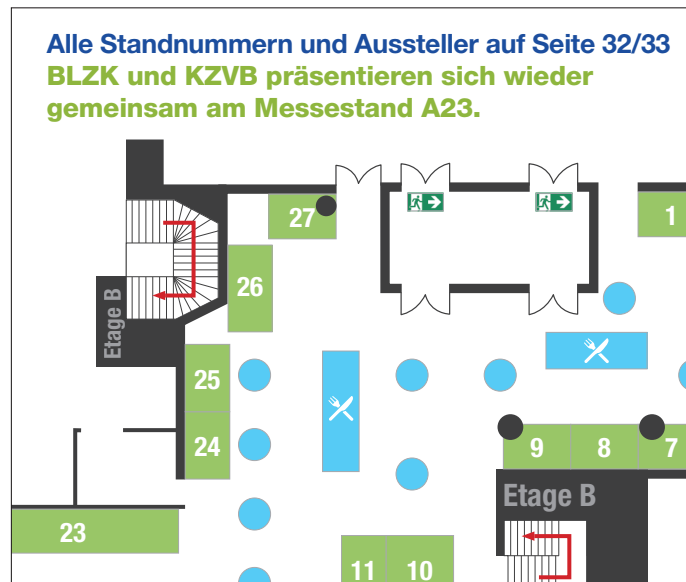 Alle Standnummern und Aussteller auf Seite 32/33
BLZK und KZVB präsentieren sich wieder
gemeinsam am Messestand A23.
27
1
26
Etage B
25
24
9
8
7
Etage B
23
11
10